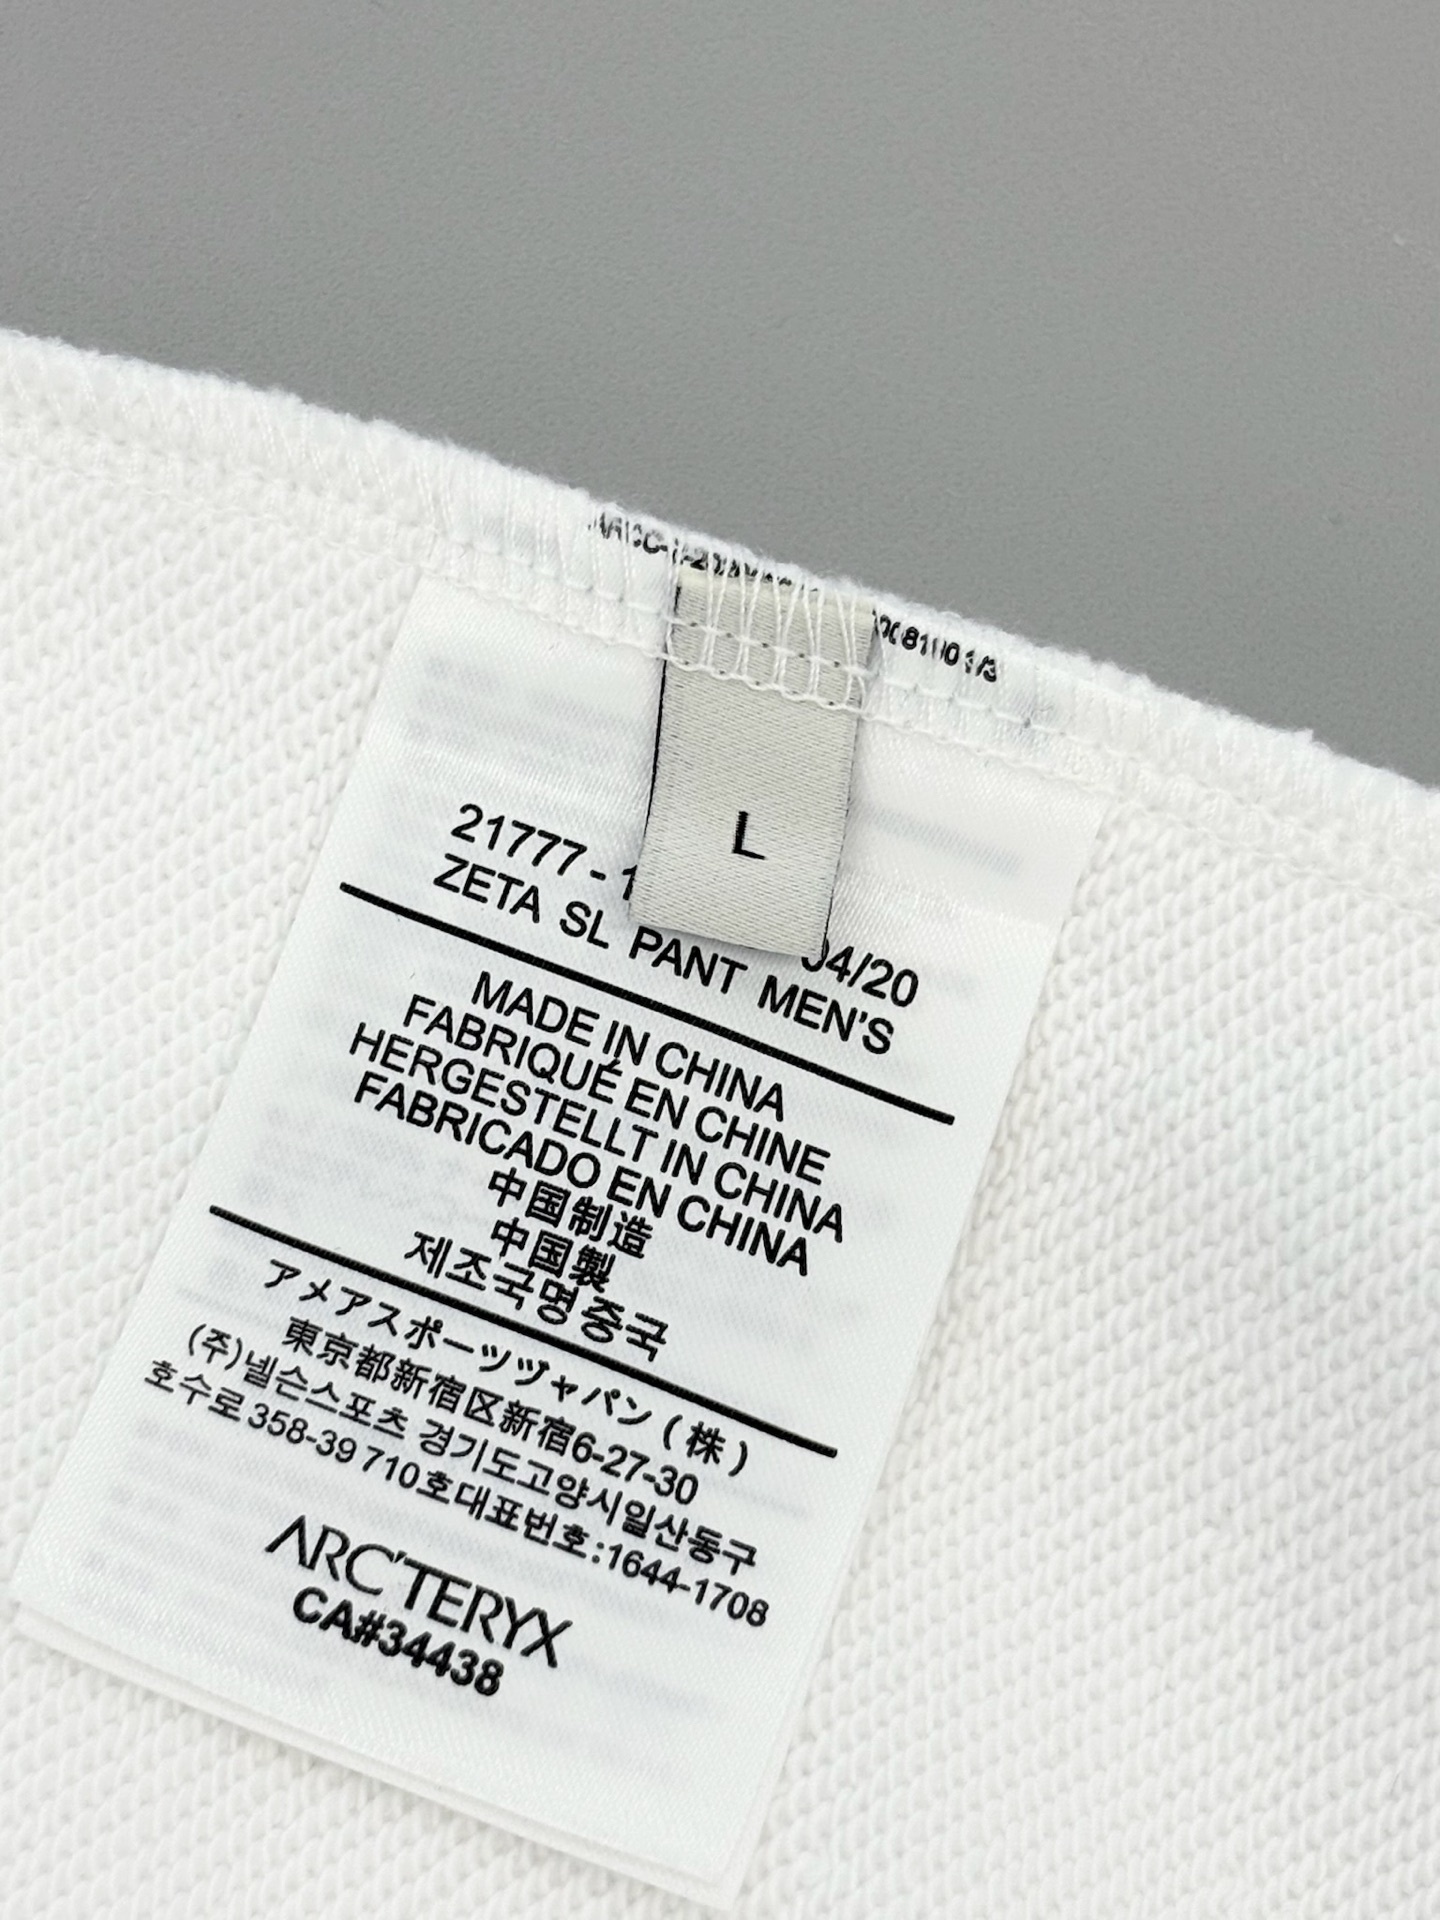 L
21777-1 04/20
ZETA SL PANT MEN'S
MADE IN CHINA
FABRIQUÉ EN CHINE
HERGESTELLT IN CHINA
FABRICADO EN CHINA
中国制造
中国製
제조국명 중국
アメアスポーツヅャパン (株)
東京都新宿区新宿6-27-30
(주)넬슨스포츠 경기도고양시일산동구
호수로 358-39 710호대표번호:1644-1708
ARC'TERYX
CA#34438